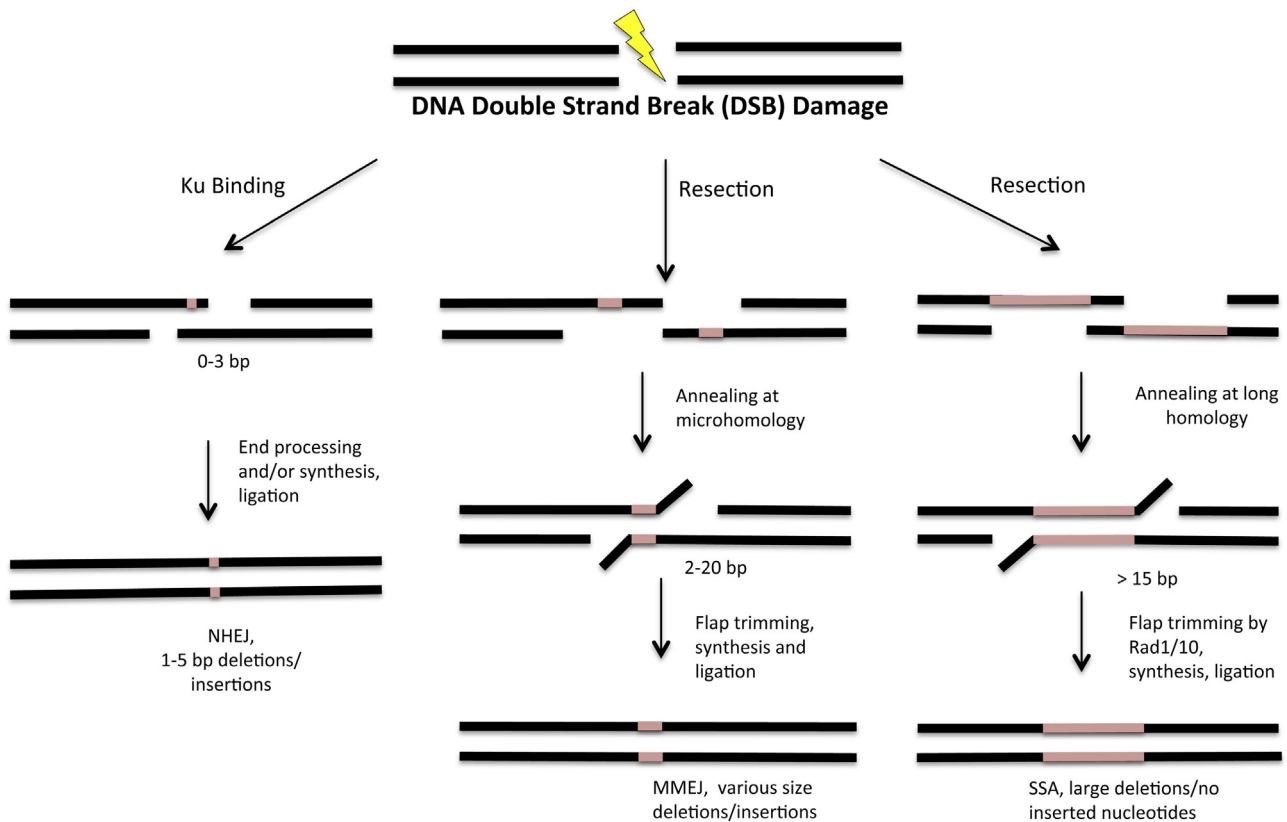 DNA Double Strand Break (DSB) Damage
Ku Binding
Resection
Resection
0-3 bp
End processing
and/or synthesis,
ligation
NHEJ,
1-5 bp deletions/
insertions
Annealing at
microhomology
2-20 bp
Flap trimming,
synthesis and
ligation
MMEJ, various size
deletions/insertions
Annealing at long
homology
> 15 bp
Flap trimming by
Rad1/10,
synthesis, ligation
SSA, large deletions/no
inserted nucleotides